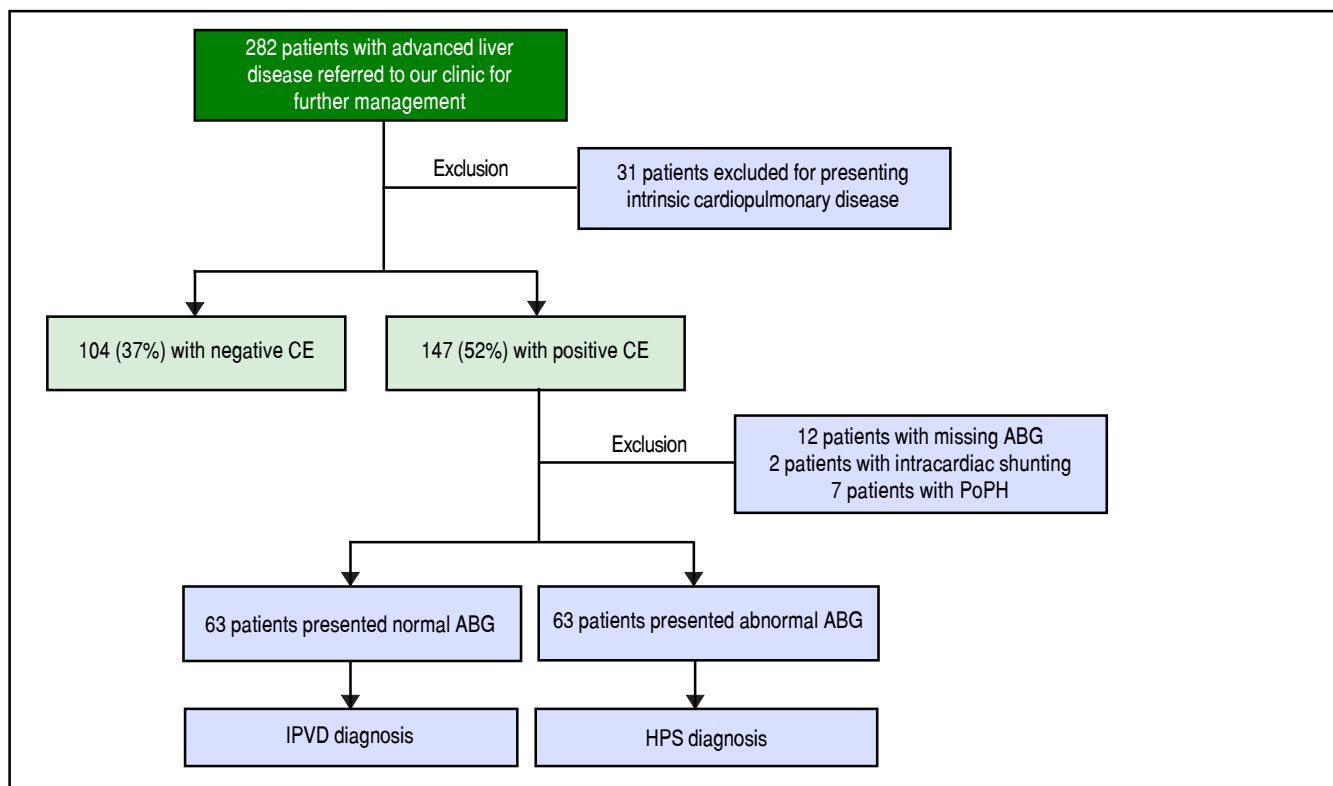 282 patients with advanced liver
disease referred to our clinic for
further management
Exclusion
31 patients excluded for presenting
intrinsic cardiopulmonary disease
104 (37%) with negative CE
147 (52%) with positive CE
Exclusion
12 patients with missing ABG
2 patients with intracardiac shunting
7 patients with PoPH
63 patients presented normal ABG
63 patients presented abnormal ABG
IPVD diagnosis
HPS diagnosis